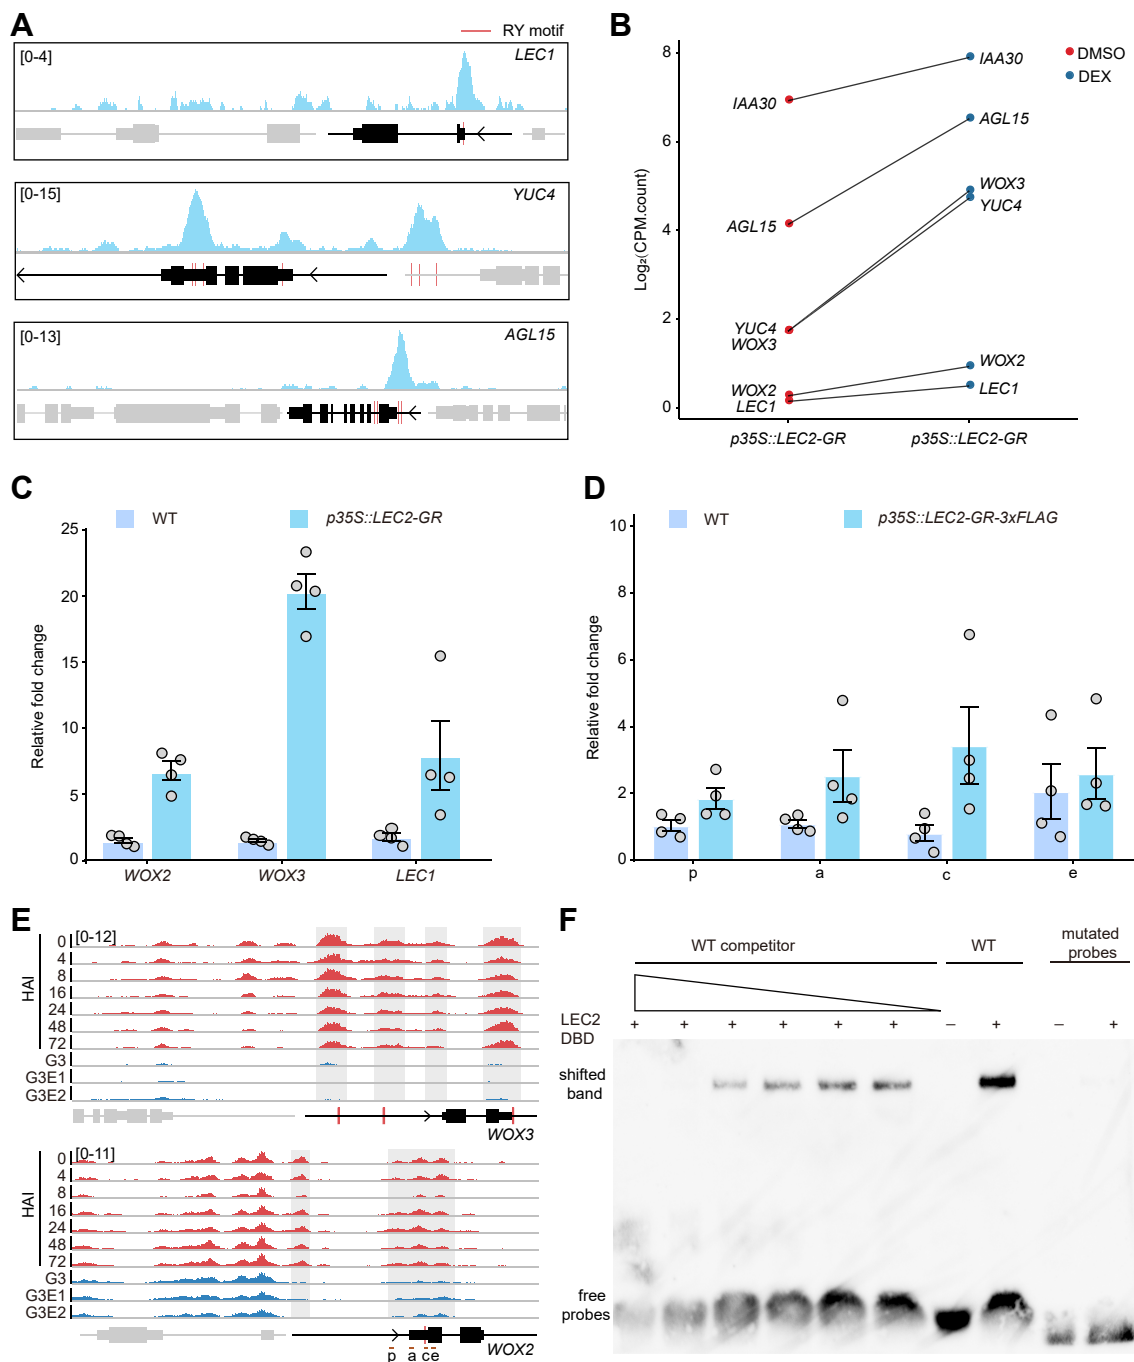 A
RY motif
[0-4]
LEC1
[0-15]
YUC4
[0-13]
AGL15
B
8
6
4
2
0
Log₂(CPM.count)
DMSO
DEX
IAA30
IAA30
AGL15
AGL15
WOX3
YUC4
YUC4
WOX3
WOX2
WOX2
LEC1
LEC1
p35S::LEC2-GR
p35S::LEC2-GR
C
WT
p35S::LEC2-GR
25
20
15
10
5
0
Relative fold change
WOX2
WOX3
LEC1
D
WT
p35S::LEC2-GR-3xFLAG
10
8
6
4
2
0
Relative fold change
p
a
c
e
E
[0-12]
HAI
0
4
8
16
24
48
72
G3
G3E1
G3E2
WOX3
[0-11]
HAI
0
4
8
16
24
48
72
G3
G3E1
G3E2
WOX2
p a c e
F
WT competitor
WT
mutated
probes
LEC2
DBD
+ + + + + + – + – +
shifted
band
free
probes